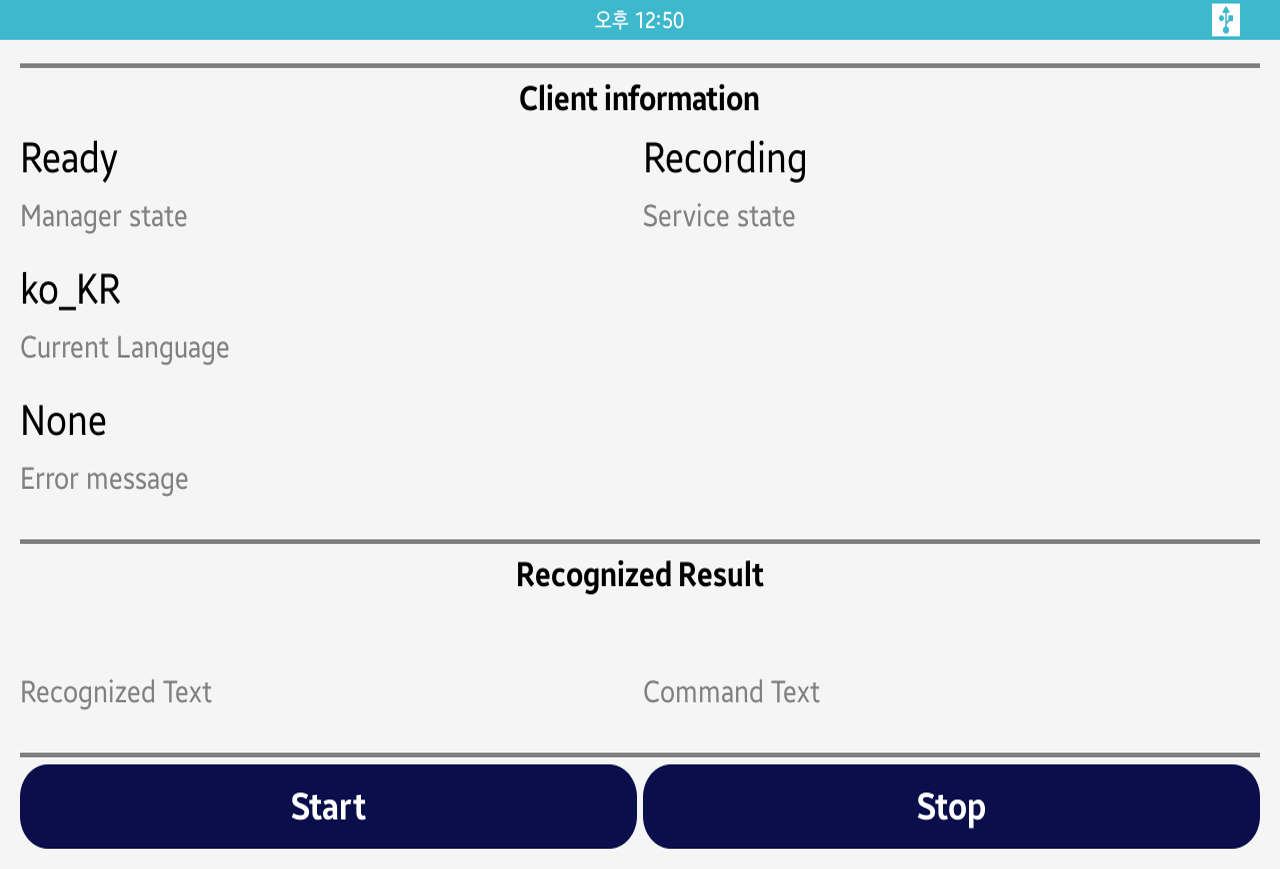 오후 12:50
Client information
Ready
Recording
Manager state
Service state
ko_KR
Current Language
None
Error message
Recognized Result
Recognized Text
Command Text
Start
Stop